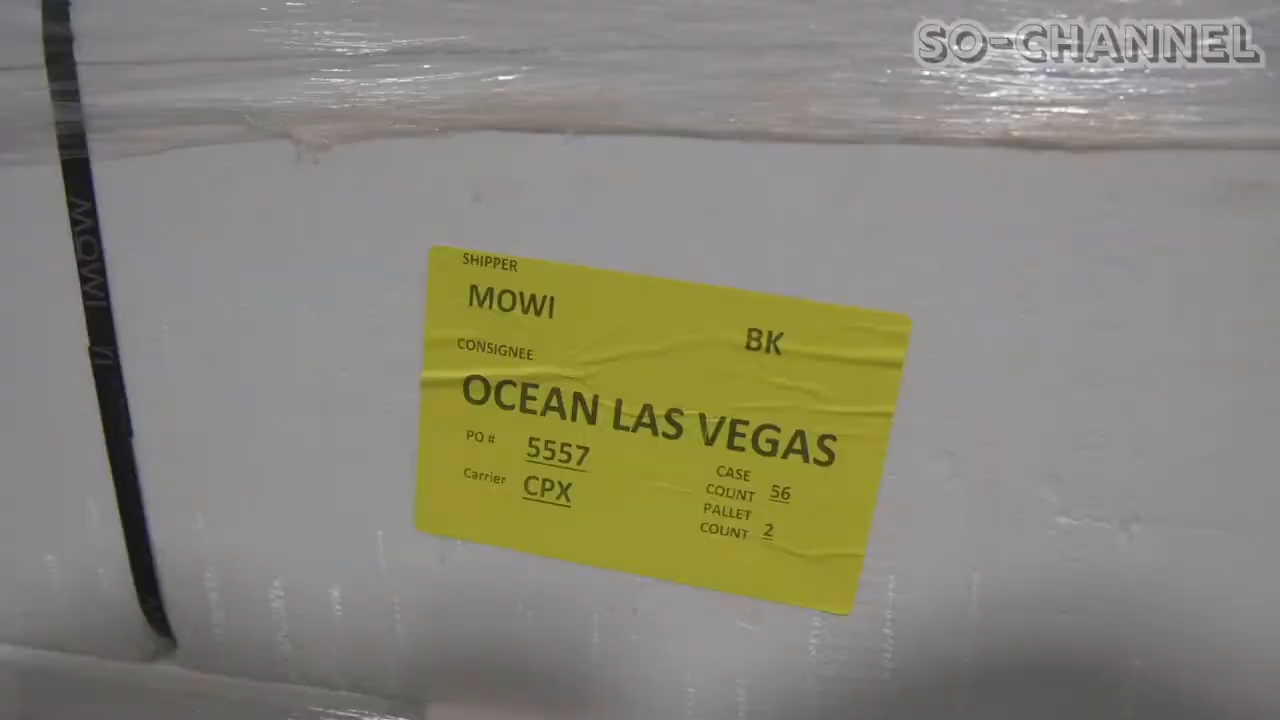 SO-CHANNEL
MOWI
SHIPPER
MOWI
BK
CONSIGNEE
OCEAN LAS VEGAS
PO # 5557
Carrier CPX
CASE
COUNT 56
PALLET
COUNT 2